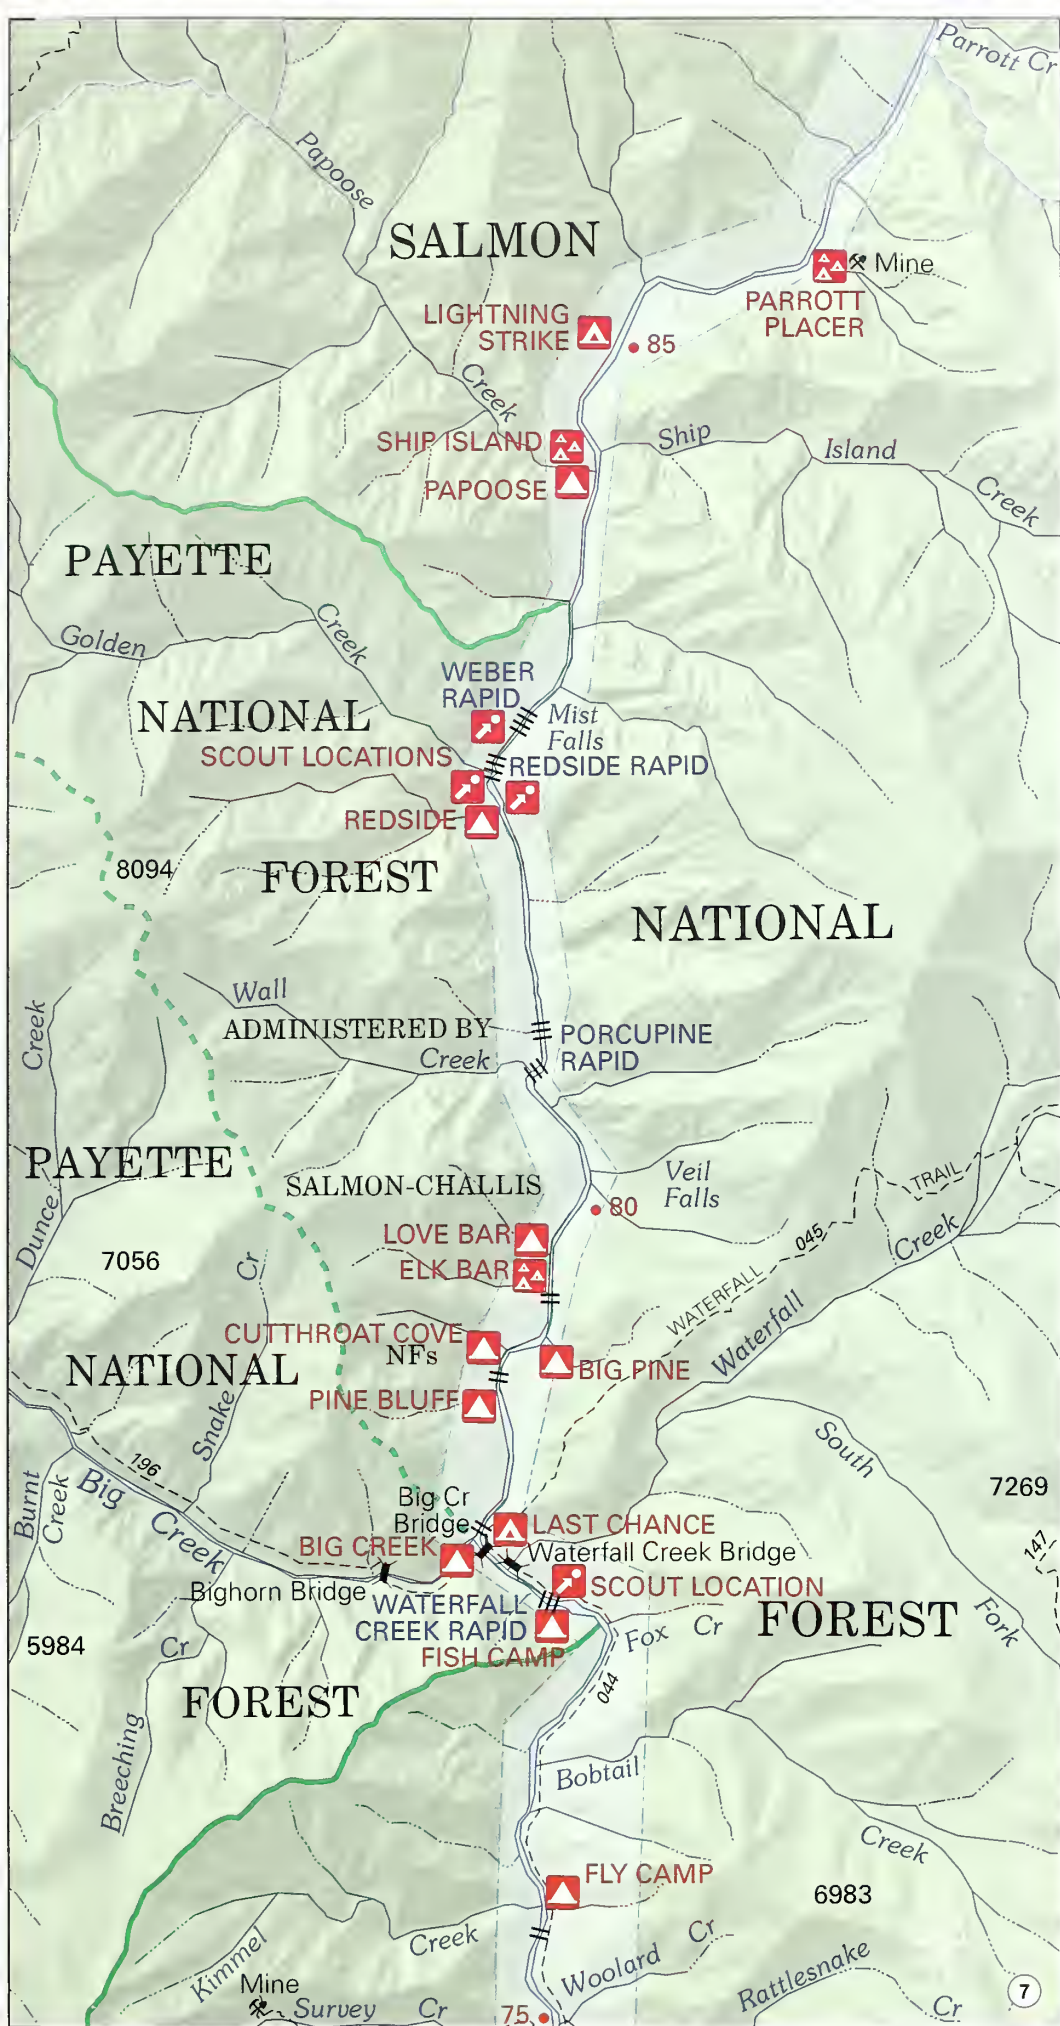 Parrott Cr
Papoose
SALMON
Mine
PARROTT
PLACER
LIGHTNING
STRIKE
85
Creek
SHIP ISLAND
Ship
Island
Creek
PAPOOSE
PAYETTE
Golden
Creek
WEBER
RAPID
NATIONAL
Mist
Falls
SCOUT LOCATIONS
REDSIDE RAPID
REDSIDE
8094
FOREST
NATIONAL
Wall
ADMINISTERED BY
Creek
Creek
PORCUPINE
RAPID
PAYETTE
SALMON-CHALLIS
Veil
Falls
TRAIL
80
Dunce
7056
Cr
LOVE BAR
ELK BAR
045
Creek
WATERFALL
Waterfall
CUTTHROAT COVE
NFs
NATIONAL
BIG PINE
PINE BLUFF
Snake
196
South
Burnt
Creek
Big
Creek
7269
Big Cr
Bridge
LAST CHANCE
BIG CREEK
Waterfall Creek Bridge
147
Bighorn Bridge
SCOUT LOCATION
WATERFALL
CREEK RAPID
Fox Cr
FOREST
Fork
5984
Cr
FISH CAMP
044
FOREST
Breeching
Bobtail
Creek
FLY CAMP
6983
Kimmel
Creek
Woolard Cr
Mine
Rattlesnake
Cr
Survey Cr
75
7